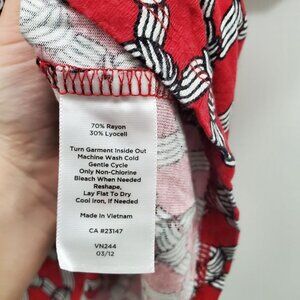 70% Rayon
30% Lyocell
Turn Garment Inside Out
Machine Wash Cold
Gentle Cycle
Only Non-Chlorine
Bleach When Needed
Reshape,
Lay Flat To Dry
Cool Iron, if Needed
Made in Vietnam
CA #23147
VN244
03/12